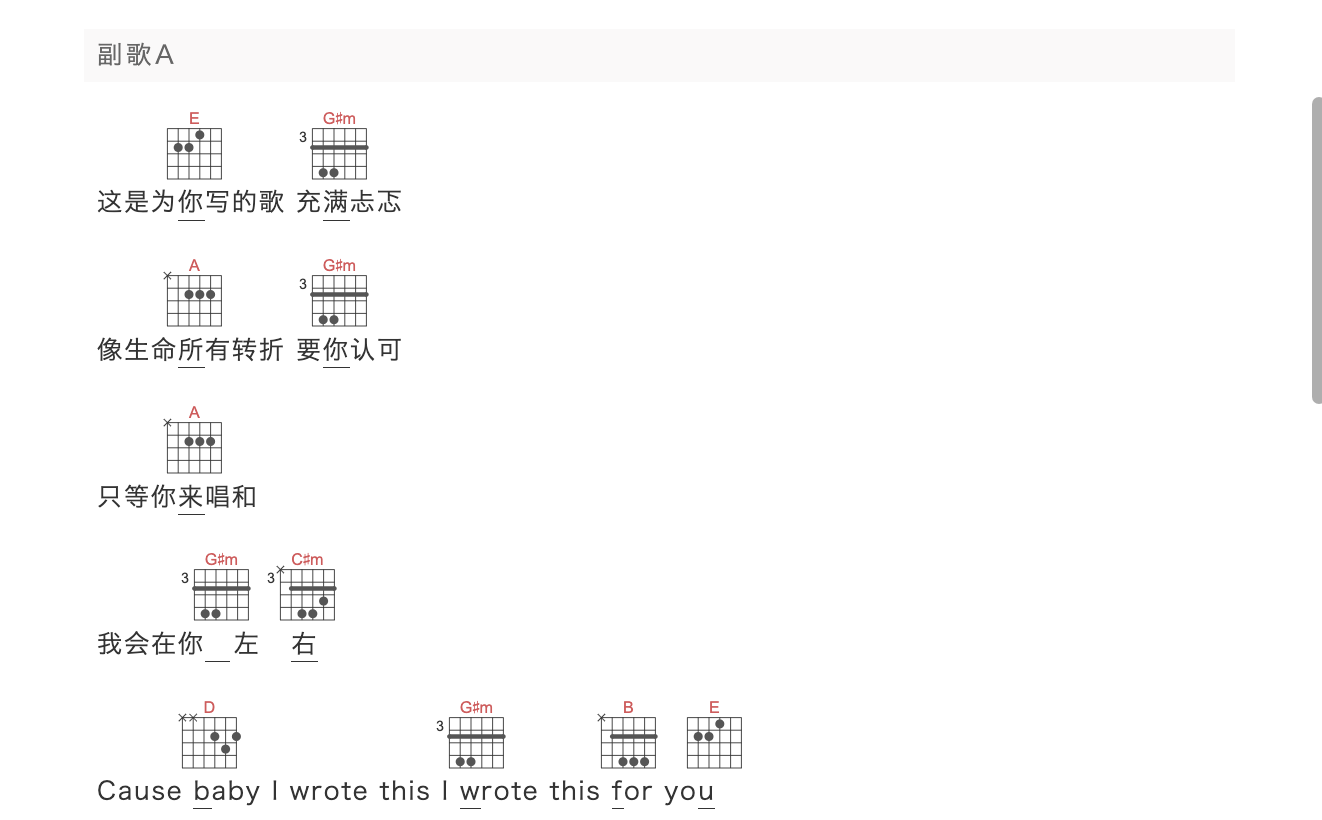 副歌A
E G♯m
3
这是为你写的歌 充满忐忑
A G♯m
× 3
像生命所有转折 要你认可
A
×
只等你来唱和
G♯m C♯m
3 3 ×
我会在你 左 右
D G♯m B E
×× 3 ×
Cause baby I wrote this I wrote this for you